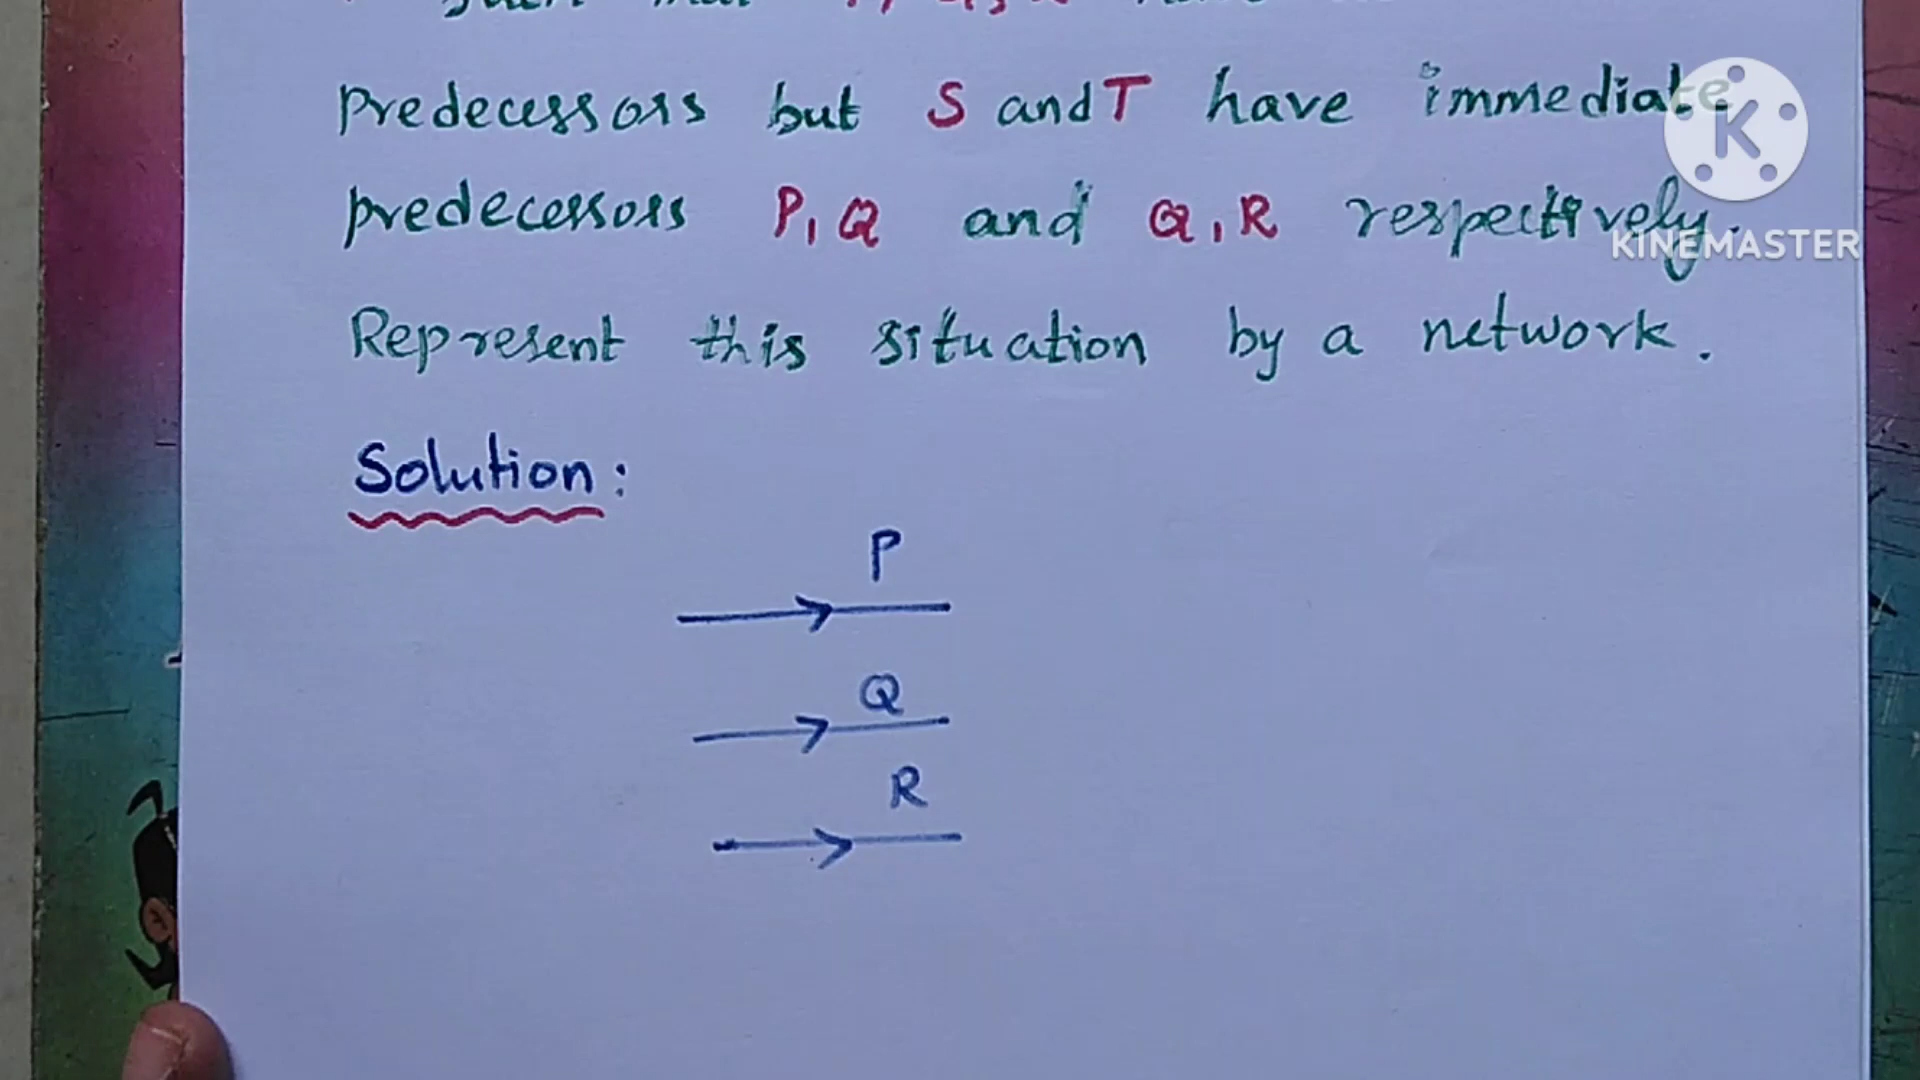 predecessors but S and T have immediate
predecessors P, Q and Q, R respectively.
Represent this situation by a network.
Solution:
P
Q
R
K
KINEMASTER